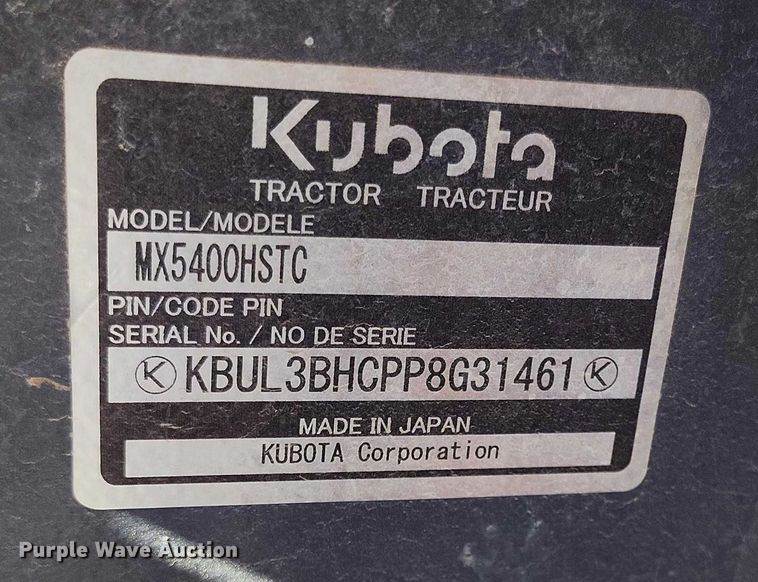 Kubota
TRACTOR TRACTEUR
MODEL/MODELE
MX5400HSTC
PIN/CODE PIN
SERIAL No. / NO DE SERIE
K KBUL3BHCPP8G31461 K
MADE IN JAPAN
KUBOTA Corporation
Purple Wave Auction